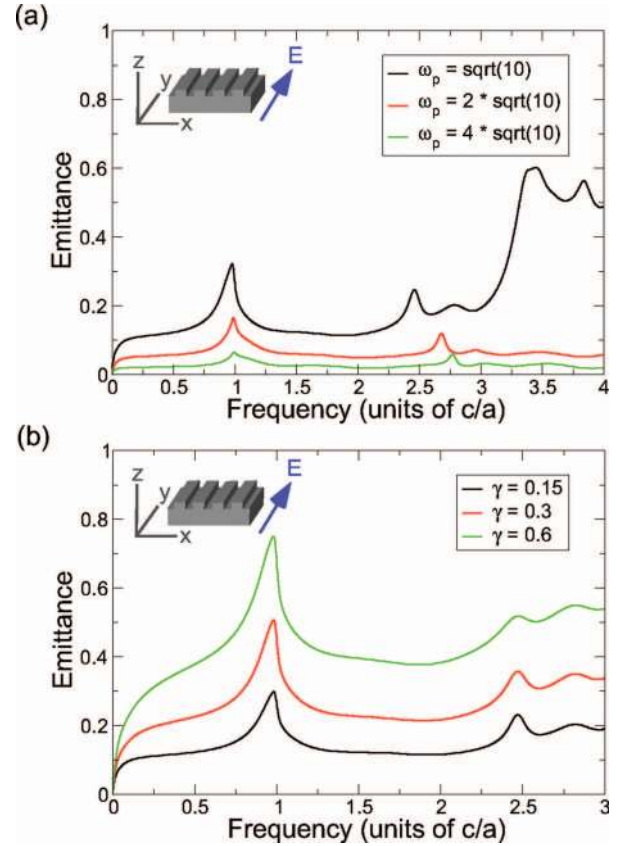 (a)
1
0.8
0.6
0.4
0.2
0
Emittance
z
y
x
E
ω_p = sqrt(10)
ω_p = 2 * sqrt(10)
ω_p = 4 * sqrt(10)
0 0.5 1 1.5 2 2.5 3 3.5 4
Frequency (units of c/a)
(b)
1
0.8
0.6
0.4
0.2
0
Emittance
z
y
x
E
γ = 0.15
γ = 0.3
γ = 0.6
0 0.5 1 1.5 2 2.5 3
Frequency (units of c/a)